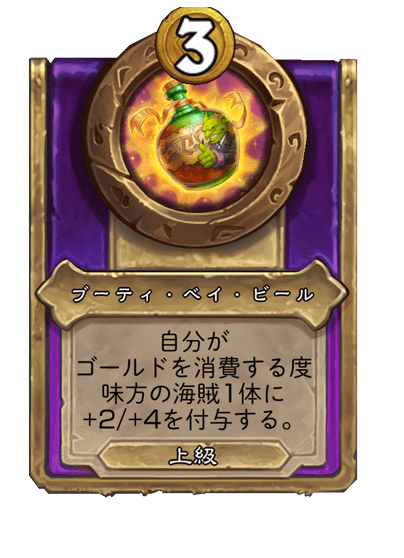 3
ブーティ・ベイ・ビール
自分が
ゴールドを消費する度
味方の海賊1体に
+2/+4を付与する。
上級